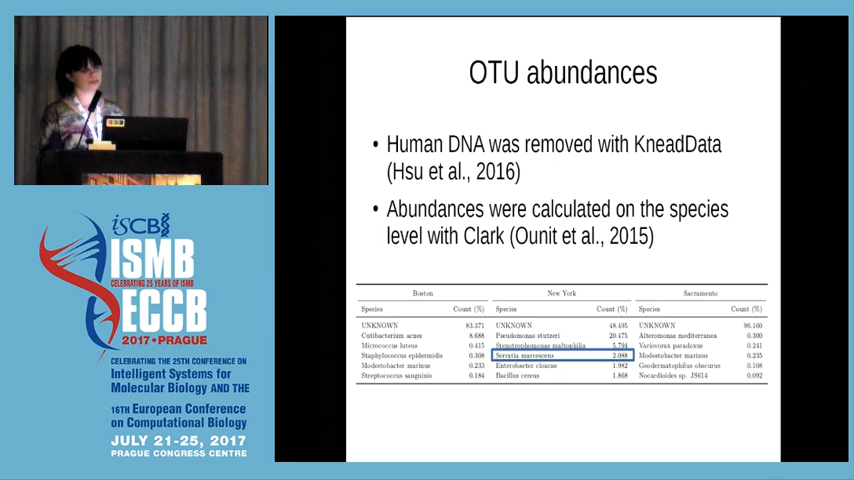 OTU abundances
• Human DNA was removed with KneadData
(Hsu et al., 2016)
• Abundances were calculated on the species
level with Clark (Ounit et al., 2015)
Boston New York Sacramento
Species Count (%) Species Count (%) Species Count (%)
UNKNOWN 83.371 UNKNOWN 48.495 UNKNOWN 96.160
Cutibacterium acnes 8.688 Pseudomonas stutzeri 20.475 Alteromonas mediterranea 0.300
Micrococcus luteus 0.415 Stenotrophomonas maltophilia 5.794 Variovorax paradoxus 0.241
Staphylococcus epidermidis 0.308 Serratia marcescens 2.088 Modestobacter marinus 0.235
Modestobacter marinus 0.233 Enterobacter cloacae 1.982 Geodermatophilus obscurus 0.108
Streptococcus sanguinis 0.184 Bacillus cereus 1.868 Nocardioides sp. JS614 0.092
iSCB
ISMB
CELEBRATING 25 YEARS OF ISMB
ECCB
2017 • PRAGUE
CELEBRATING THE 25TH CONFERENCE ON
Intelligent Systems for
Molecular Biology AND THE
16TH European Conference
on Computational Biology
JULY 21-25, 2017
PRAGUE CONGRESS CENTRE